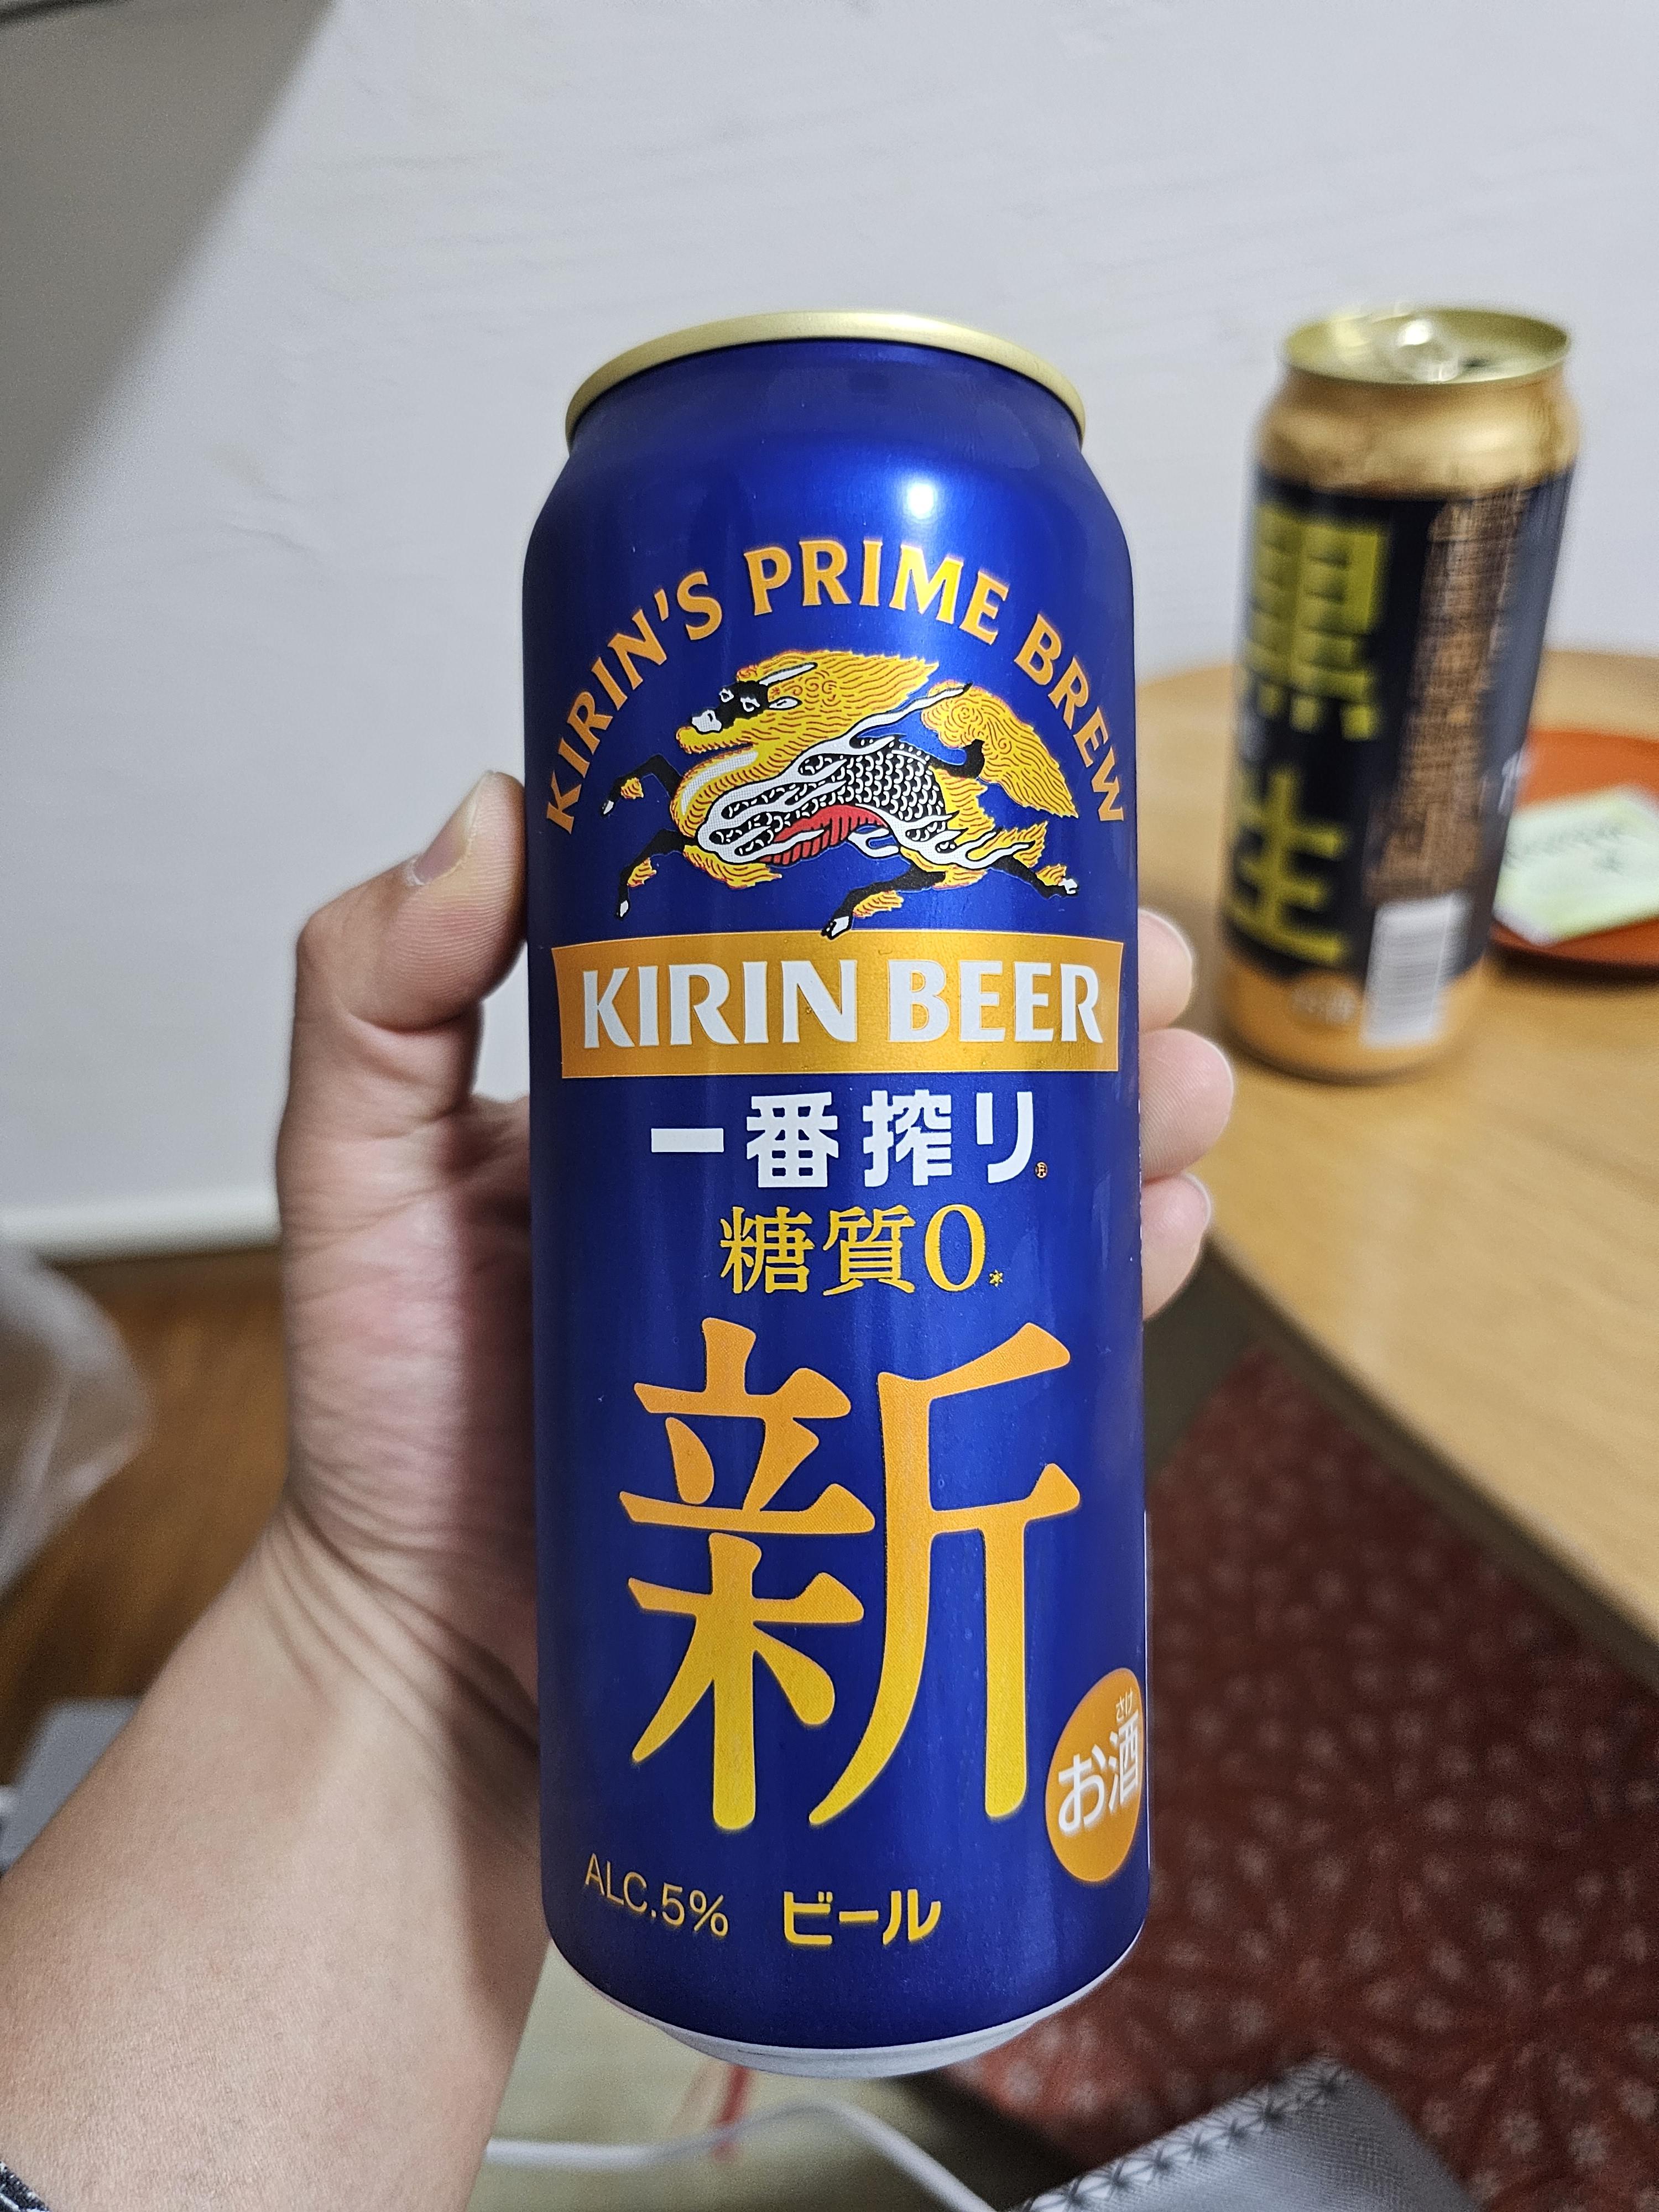 KIRIN'S PRIME BREW
KIRIN BEER
一番搾り®
糖質0*
新
さけ
お酒
ALC.5% ビール
黒
生